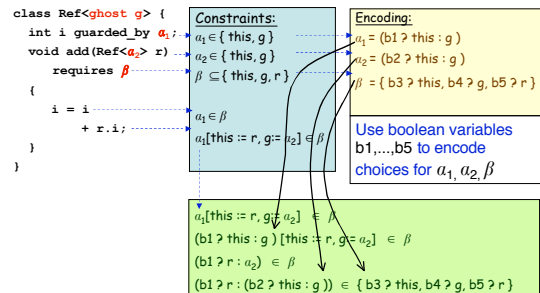 class Ref<ghost g> {
int i guarded_by α₁;
void add(Ref<α₂> r)
requires β
{
i = i
+ r.i;
}
}
Constraints:
α₁ ∈ { this, g }
α₂ ∈ { this, g }
β ⊆ { this, g, r }
α₁ ∈ β
α₁[this := r, g:= α₂] ∈ β
Encoding:
α₁ = (b1 ? this : g )
α₂ = (b2 ? this : g )
β = { b3 ? this, b4 ? g, b5 ? r }
Use boolean variables
b1,...,b5 to encode
choices for α₁, α₂, β
α₁[this := r, g:= α₂] ∈ β
(b1 ? this : g ) [this := r, g:= α₂] ∈ β
(b1 ? r : α₂) ∈ β
(b1 ? r : (b2 ? this : g )) ∈ { b3 ? this, b4 ? g, b5 ? r }